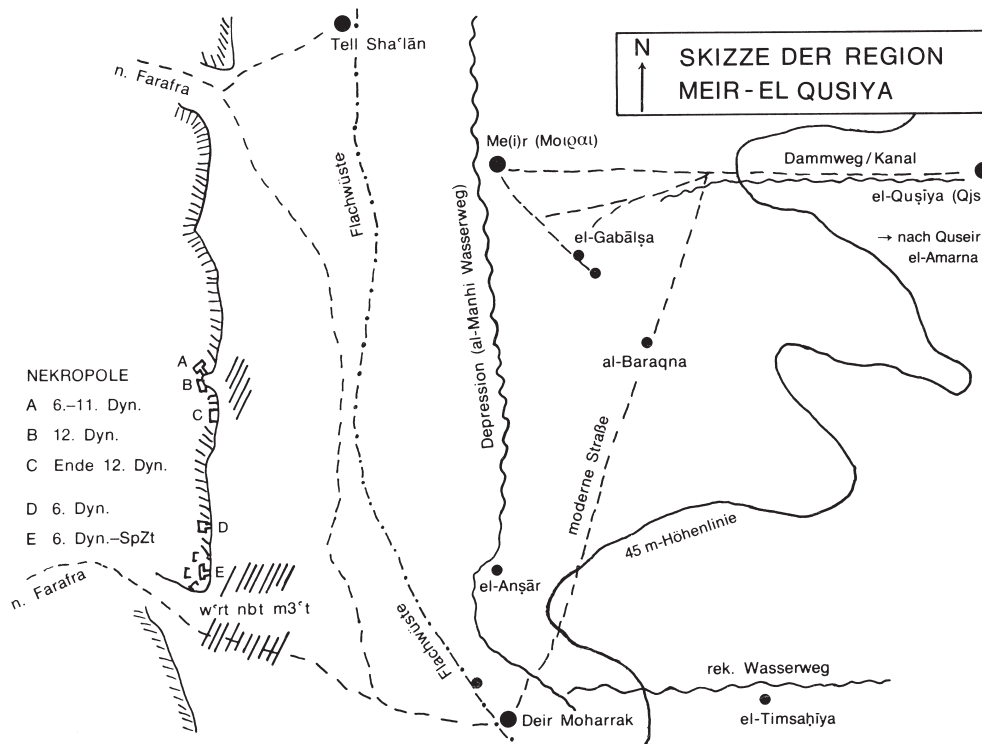 N
SKIZZE DER REGION
MEIR - EL QUSIYA
Tell Shaʿlān
n. Farafra
Flachwüste
Depression (al-Manhi Wasserweg)
Me(i)r (Μοιραι)
Dammweg/Kanal
el-Quṣīya (Qjs
→ nach Quseir
el-Amarna
el-Gabālṣa
al-Baraqna
moderne Straße
45 m-Höhenlinie
A
B
C
D
E
NEKROPOLE
A 6.–11. Dyn.
B 12. Dyn.
C Ende 12. Dyn.
D 6. Dyn.
E 6. Dyn.–SpZt
n. Farafra
wʿrt nbt m3ʿt
el-Anṣār
Flachwüste
rek. Wasserweg
el-Timsaḥīya
Deir Moharrak